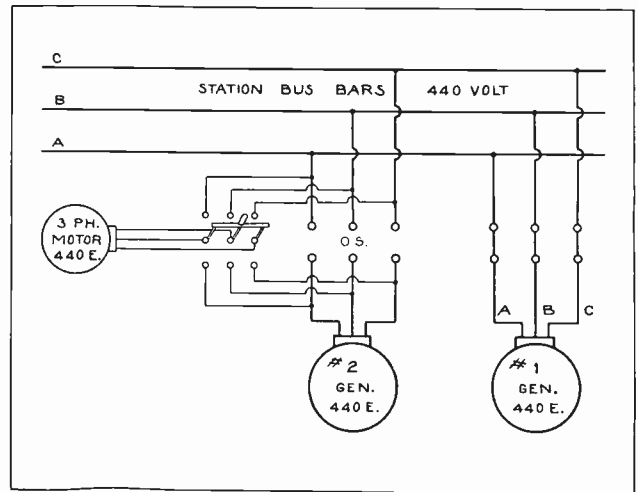 C
STATION BUS BARS 440 VOLT
B
A
3 PH.
MOTOR
440 E.
O.S.
A B C
#2
GEN.
440 E.
#1
GEN.
440 E.